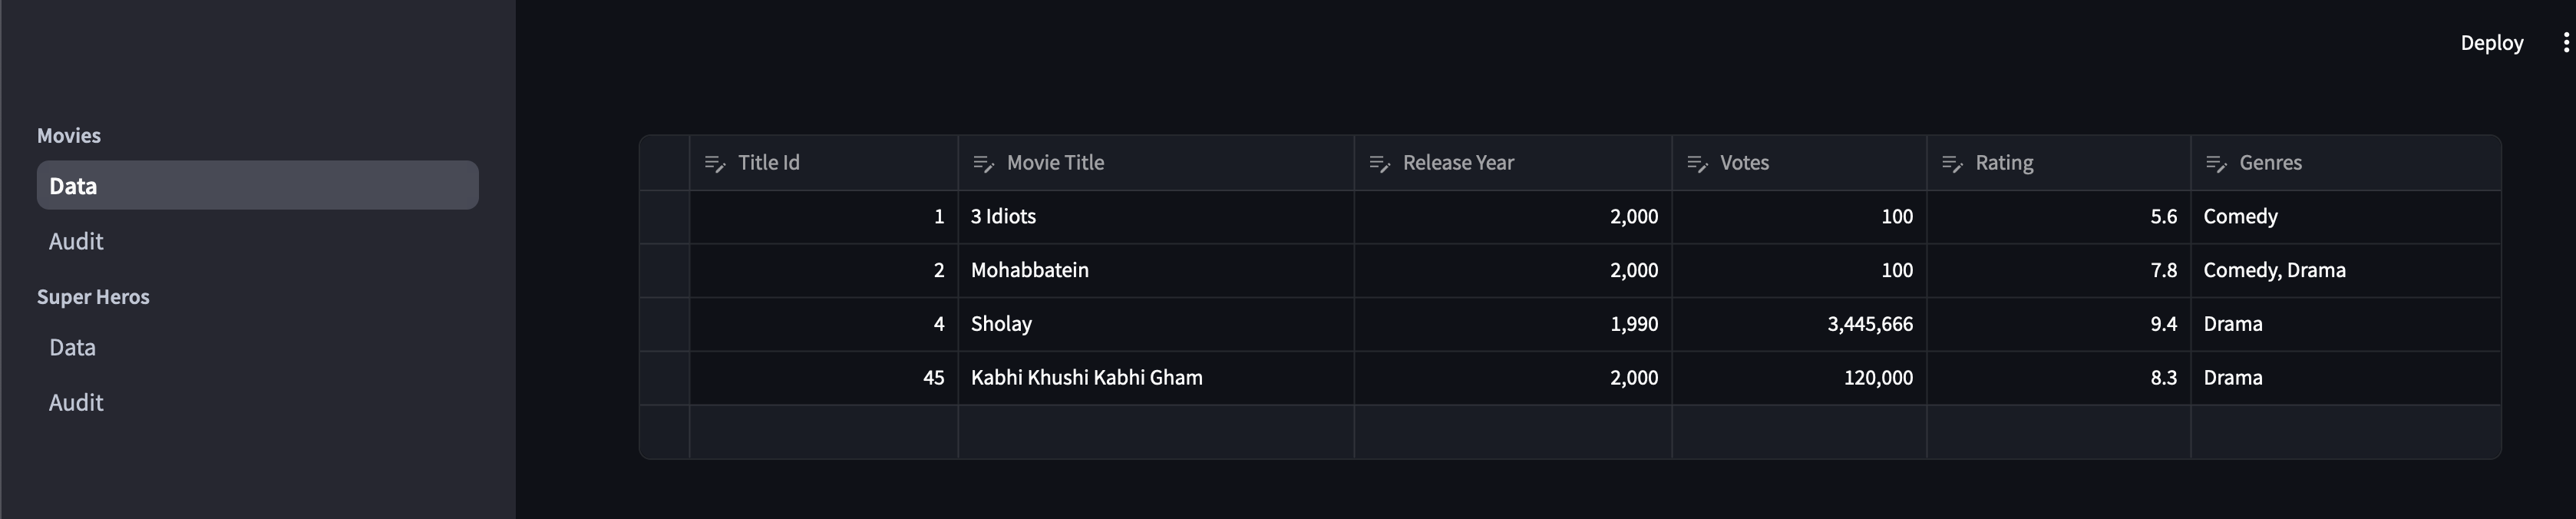 Deploy
Movies
Data
Audit
Super Heros
Data
Audit
Title Id Movie Title Release Year Votes Rating Genres
1 3 Idiots 2,000 100 5.6 Comedy
2 Mohabbatein 2,000 100 7.8 Comedy, Drama
4 Sholay 1,990 3,445,666 9.4 Drama
45 Kabhi Khushi Kabhi Gham 2,000 120,000 8.3 Drama